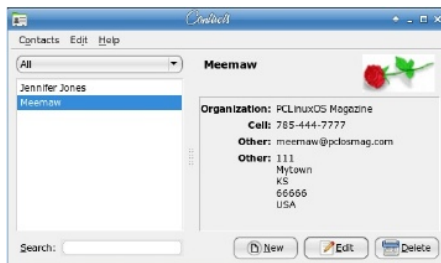 Contacts
Contacts Edit Help
All
Meemaw
Jennifer Jones
Meemaw
Organization: PCLinuxOS Magazine
Cell: 785-444-7777
Other: meemaw@pclosmag.com
Other: 111
Mytown
KS
66666
USA
Search:
New Edit Delete